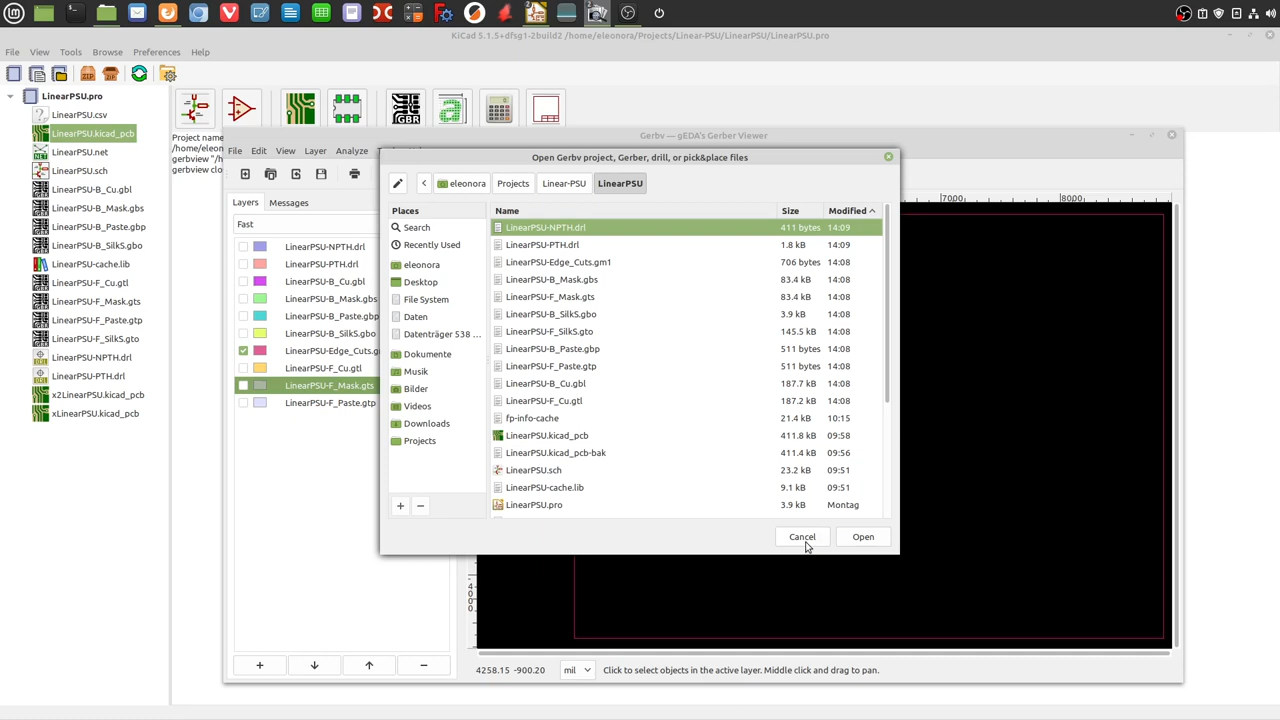 KiCad 5.1.5+dfsg1-2build2 /home/eleonora/Projects/Linear-PSU/LinearPSU/LinearPSU.pro
File View Tools Browse Preferences Help
LinearPSU.pro
LinearPSU.csv
LinearPSU.kicad_pcb
LinearPSU.net
LinearPSU.sch
LinearPSU-B_Cu.gbl
LinearPSU-B_Mask.gbs
LinearPSU-B_Paste.gbp
LinearPSU-B_SilkS.gbo
LinearPSU-cache.lib
LinearPSU-F_Cu.gtl
LinearPSU-F_Mask.gts
LinearPSU-F_Paste.gtp
LinearPSU-F_SilkS.gto
LinearPSU-NPTH.drl
LinearPSU-PTH.drl
x2LinearPSU.kicad_pcb
xLinearPSU.kicad_pcb
Project name
/home/eleon
gerbview "/h
gerbview clo
Gerbv — gEDA's Gerber Viewer
File Edit View Layer Analyze
Layers Messages
Fast
LinearPSU-NPTH.drl
LinearPSU-PTH.drl
LinearPSU-B_Cu.gbl
LinearPSU-B_Mask.gbs
LinearPSU-B_Paste.gbp
LinearPSU-B_SilkS.gbo
LinearPSU-Edge_Cuts.gm
LinearPSU-F_Cu.gtl
LinearPSU-F_Mask.gts
LinearPSU-F_Paste.gtp
7000 8000
Open Gerbv project, Gerber, drill, or pick&place files
eleonora Projects Linear-PSU LinearPSU
Places
Search
Recently Used
eleonora
Desktop
File System
Daten
Datenträger 538 ...
Dokumente
Musik
Bilder
Videos
Downloads
Projects
Name Size Modified
LinearPSU-NPTH.drl 411 bytes 14:09
LinearPSU-PTH.drl 1.8 kB 14:09
LinearPSU-Edge_Cuts.gm1 706 bytes 14:08
LinearPSU-B_Mask.gbs 83.4 kB 14:08
LinearPSU-F_Mask.gts 83.4 kB 14:08
LinearPSU-B_SilkS.gbo 3.9 kB 14:08
LinearPSU-F_SilkS.gto 145.5 kB 14:08
LinearPSU-B_Paste.gbp 511 bytes 14:08
LinearPSU-F_Paste.gtp 511 bytes 14:08
LinearPSU-B_Cu.gbl 187.7 kB 14:08
LinearPSU-F_Cu.gtl 187.2 kB 14:08
fp-info-cache 21.4 kB 10:15
LinearPSU.kicad_pcb 411.8 kB 09:58
LinearPSU.kicad_pcb-bak 411.4 kB 09:56
LinearPSU.sch 23.2 kB 09:51
LinearPSU-cache.lib 9.1 kB 09:51
LinearPSU.pro 3.9 kB Montag
Cancel Open
4258.15 -900.20 mil Click to select objects in the active layer. Middle click and drag to pan.